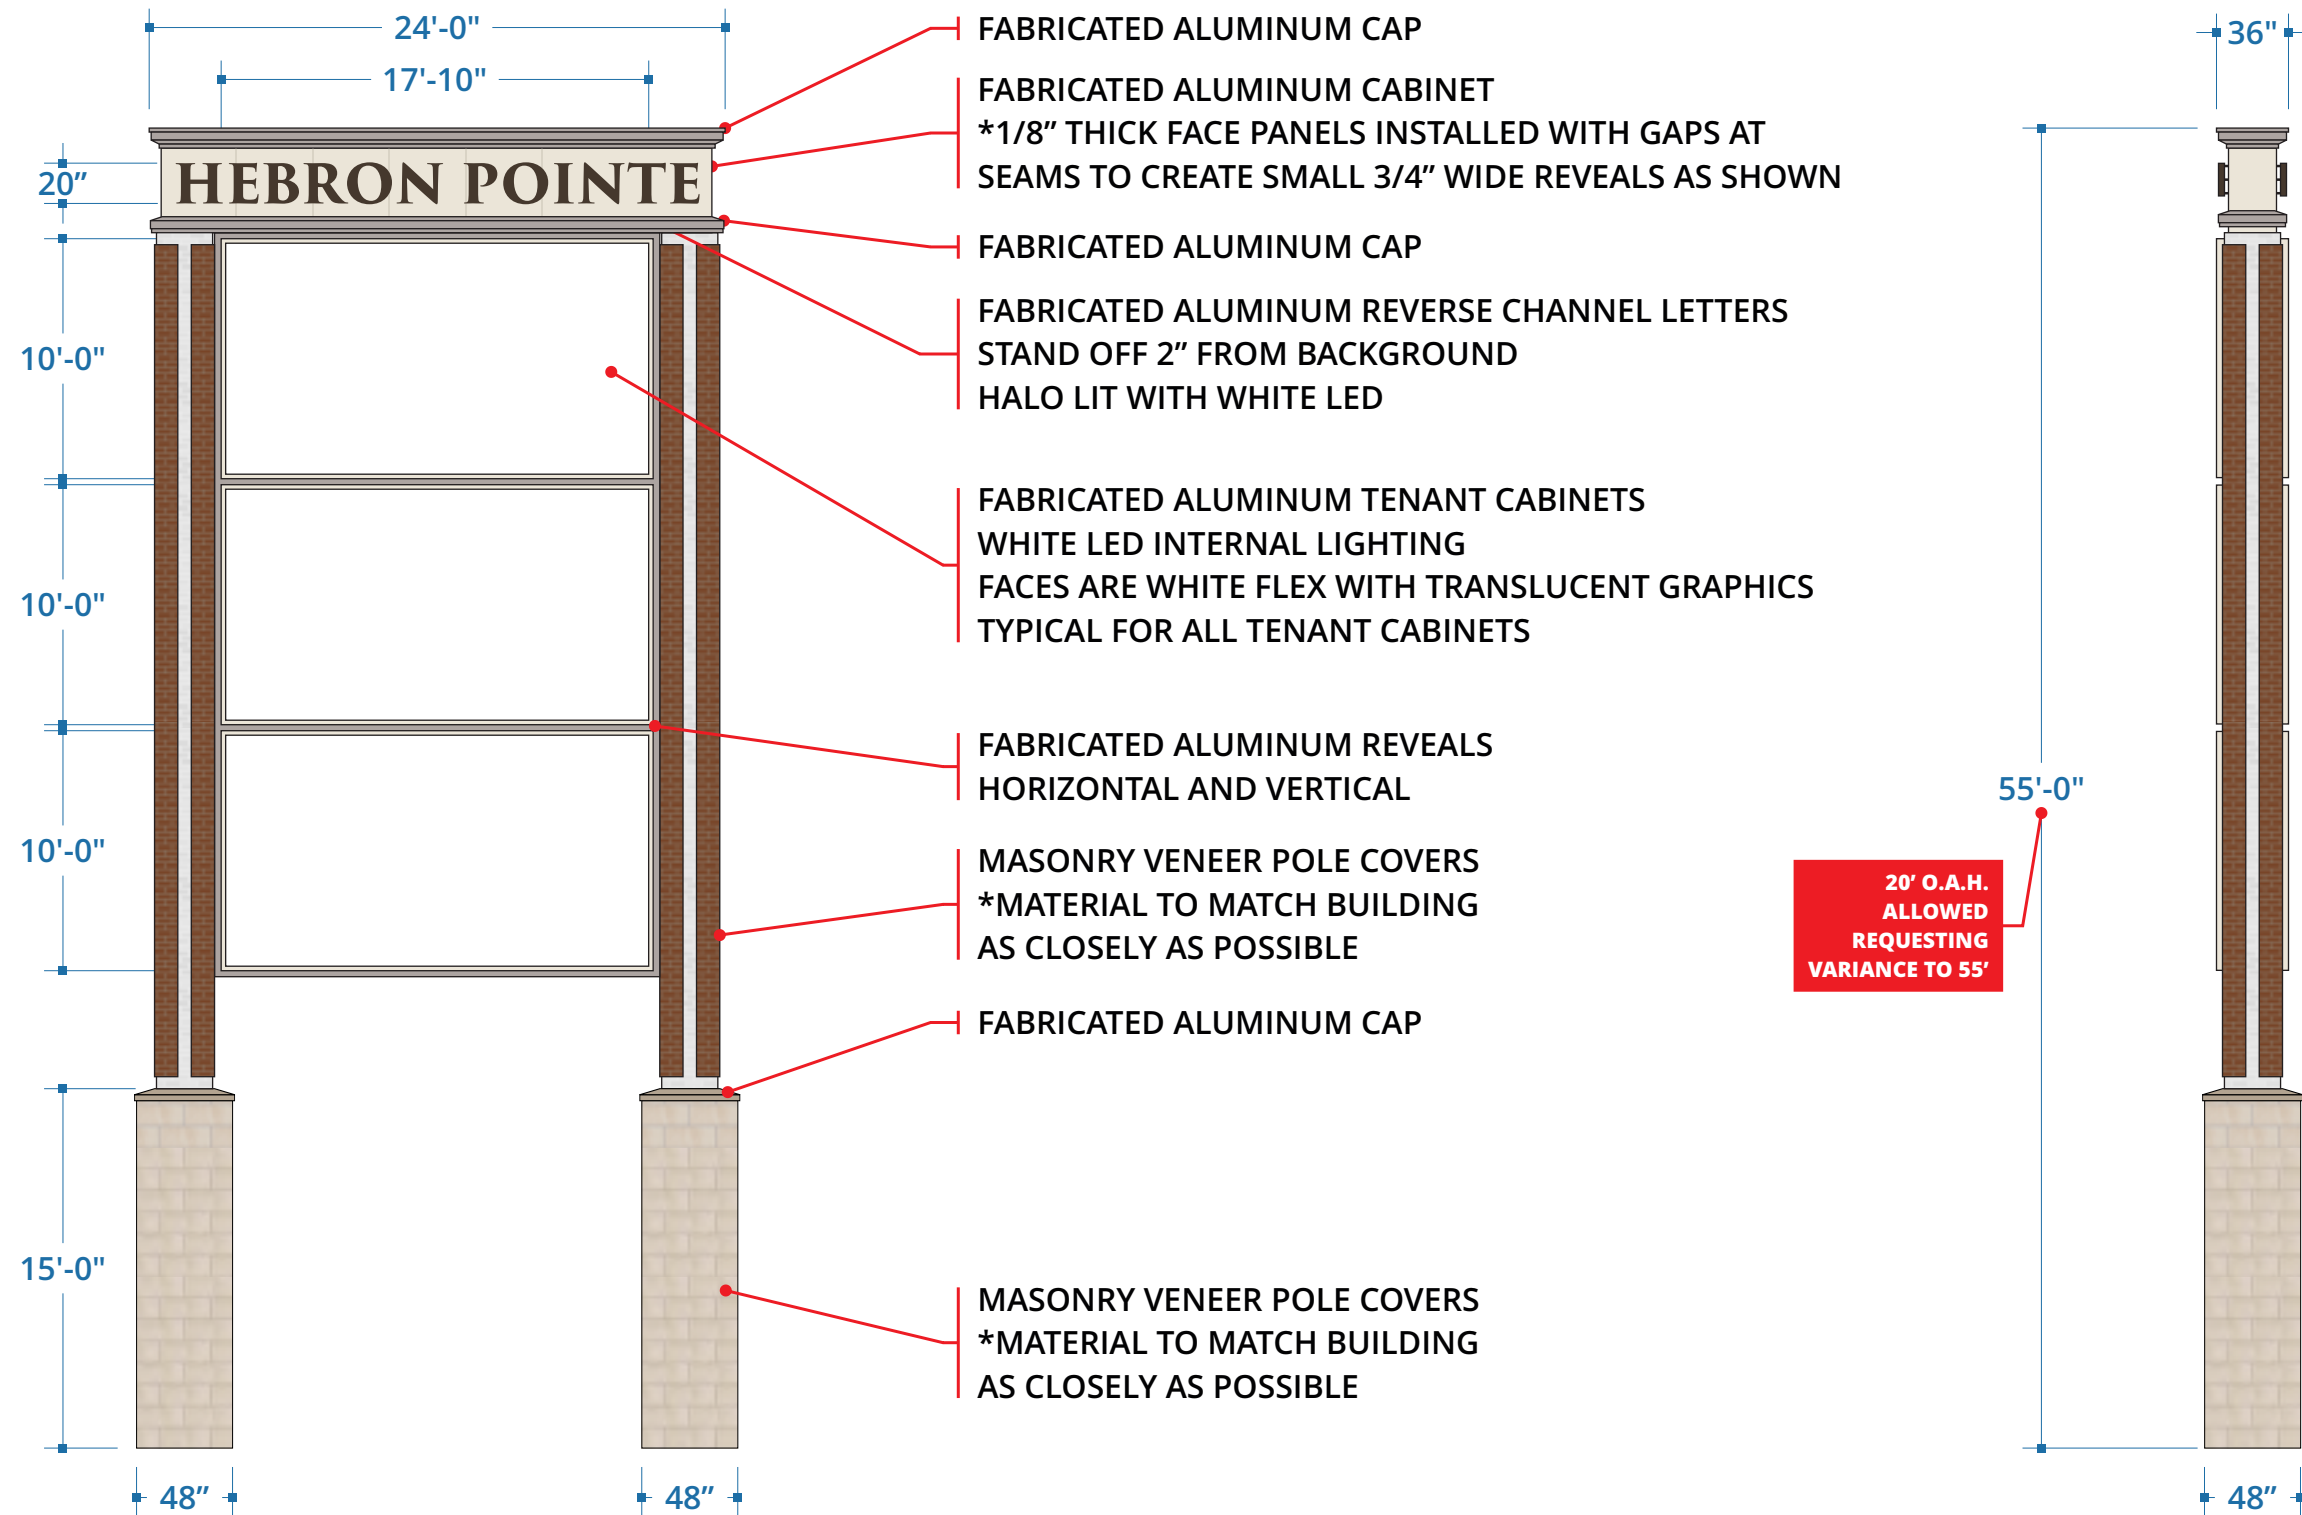 24'-0"
17'-10"
HEBRON POINTE
20”
10'-0"
10'-0"
10'-0"
15'-0"
48”
48”
FABRICATED ALUMINUM CAP
FABRICATED ALUMINUM CABINET
*1/8” THICK FACE PANELS INSTALLED WITH GAPS AT
SEAMS TO CREATE SMALL 3/4” WIDE REVEALS AS SHOWN
FABRICATED ALUMINUM CAP
FABRICATED ALUMINUM REVERSE CHANNEL LETTERS
STAND OFF 2” FROM BACKGROUND
HALO LIT WITH WHITE LED
FABRICATED ALUMINUM TENANT CABINETS
WHITE LED INTERNAL LIGHTING
FACES ARE WHITE FLEX WITH TRANSLUCENT GRAPHICS
TYPICAL FOR ALL TENANT CABINETS
FABRICATED ALUMINUM REVEALS
HORIZONTAL AND VERTICAL
MASONRY VENEER POLE COVERS
*MATERIAL TO MATCH BUILDING
AS CLOSELY AS POSSIBLE
FABRICATED ALUMINUM CAP
MASONRY VENEER POLE COVERS
*MATERIAL TO MATCH BUILDING
AS CLOSELY AS POSSIBLE
36"
55'-0"
20’ O.A.H.
ALLOWED
REQUESTING
VARIANCE TO 55’
48”